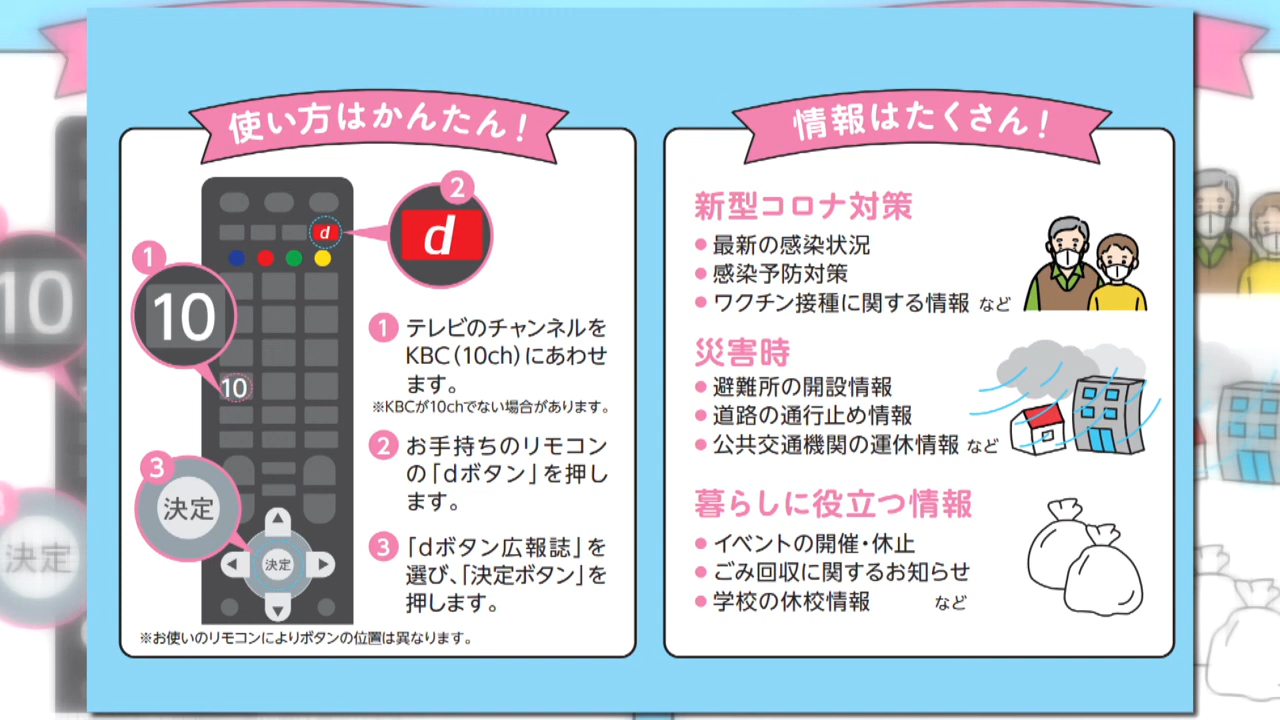 使い方はかんたん!
d
2
d
1
10
10
3
決定
決定
1 テレビのチャンネルを
KBC(10ch)にあわせ
ます。
※KBCが10chでない場合があります。
2 お手持ちのリモコン
の「dボタン」を押し
ます。
3 「dボタン広報誌」を
選び、「決定ボタン」を
押します。
※お使いのリモコンによりボタンの位置は異なります。
情報はたくさん!
新型コロナ対策
●最新の感染状況
●感染予防対策
●ワクチン接種に関する情報 など
災害時
●避難所の開設情報
●道路の通行止め情報
●公共交通機関の運休情報 など
暮らしに役立つ情報
●イベントの開催・休止
●ごみ回収に関するお知らせ
●学校の休校情報 など
10
決定